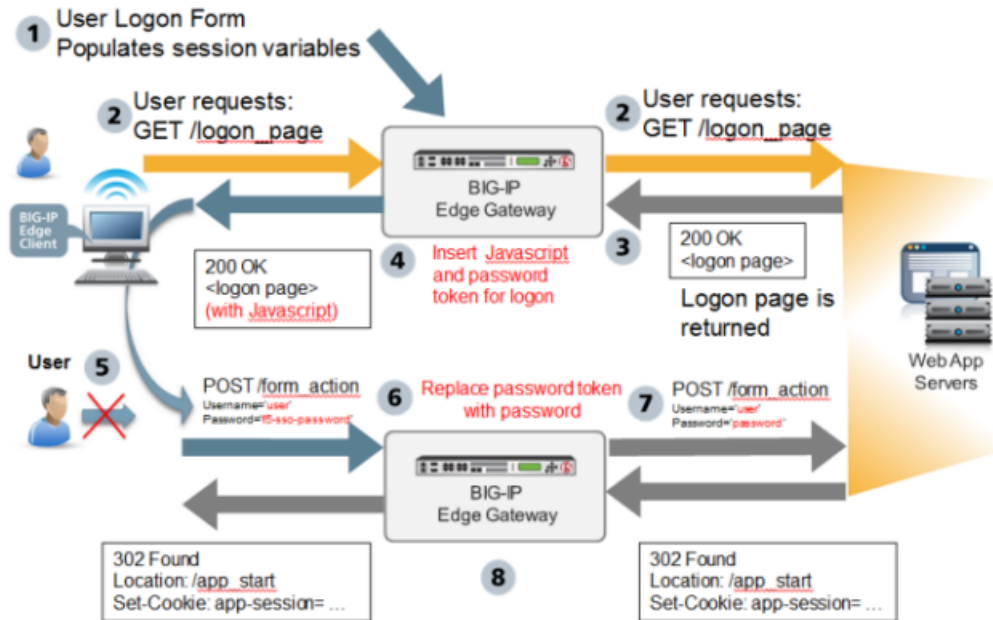 1
User Logon Form
Populates session variables
2
User requests:
GET /logon_page
2
User requests:
GET /logon_page
BIG-IP
Edge Gateway
BIG-IP
Edge
Client
200 OK
<logon page>
(with Javascript)
4
Insert Javascript
and password
token for logon
3
200 OK
<logon page>
Logon page is
returned
Web App
Servers
User
5
POST /form_action
Username="user"
Password="f5-sso-password"
6
Replace password token
with password
7
POST /form_action
Username="user"
Password="password"
BIG-IP
Edge Gateway
302 Found
Location: /app_start
Set-Cookie: app-session= ...
8
302 Found
Location: /app_start
Set-Cookie: app-session= ...